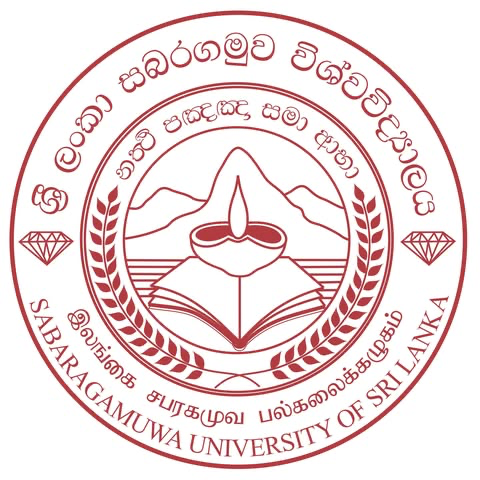 ශ්‍රී ලංකා සබරගමුව විශ්වවිද්‍යාලය
නත්ථි පඤ්ඤා සමා ආභා
இலங்கை சபரகமுவ பல்கலைக்கழகம்
SABARAGAMUWA UNIVERSITY OF SRI LANKA